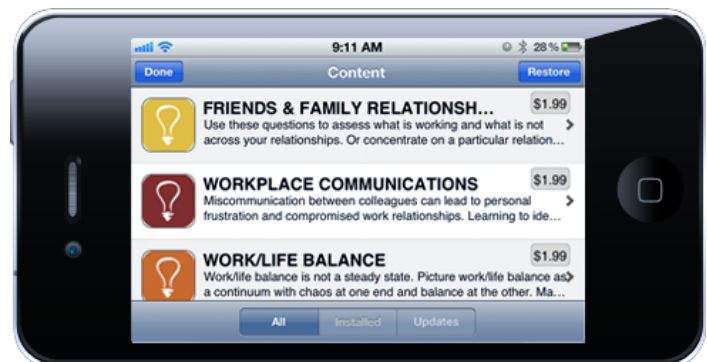 9:11 AM
28%
Done
Content
Restore
FRIENDS & FAMILY RELATIONSH...
$1.99
Use these questions to assess what is working and what is not
across your relationships. Or concentrate on a particular relation...
WORKPLACE COMMUNICATIONS
$1.99
Miscommunication between colleagues can lead to personal
frustration and compromised work relationships. Learning to ide...
WORK/LIFE BALANCE
$1.99
Work/life balance is not a steady state. Picture work/life balance as
a continuum with chaos at one end and balance at the other. Ma...
All
Installed
Updates